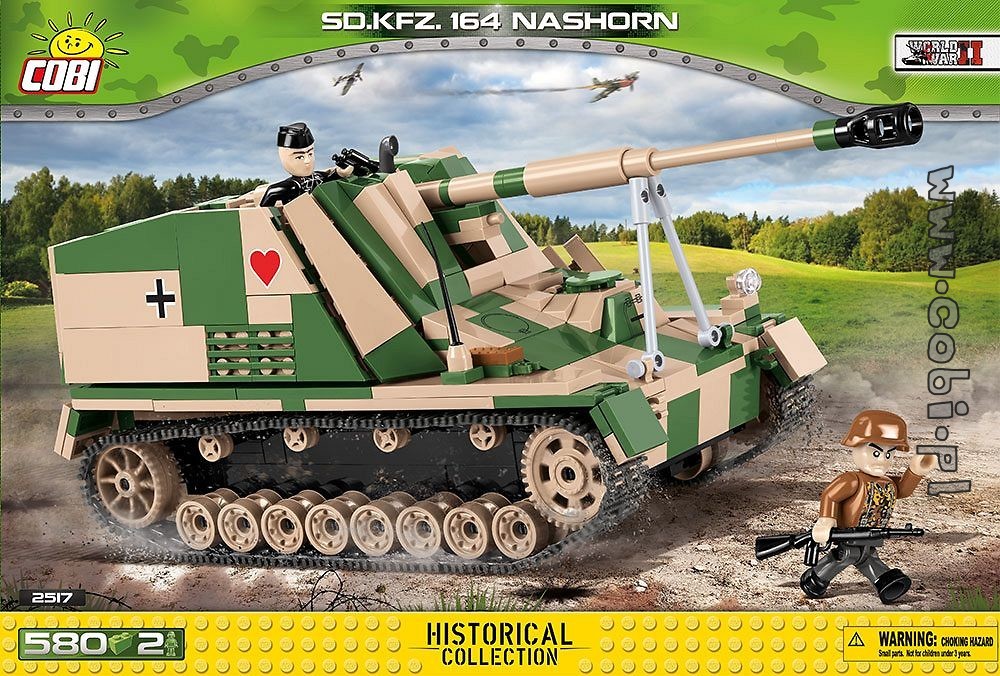 SD.KFZ. 164 NASHORN
COBI
WORLD WAR II
www.cobi.pl
2517
580 2
HISTORICAL
COLLECTION
WARNING: CHOKING HAZARD
Small parts. Not for children under 3 years.